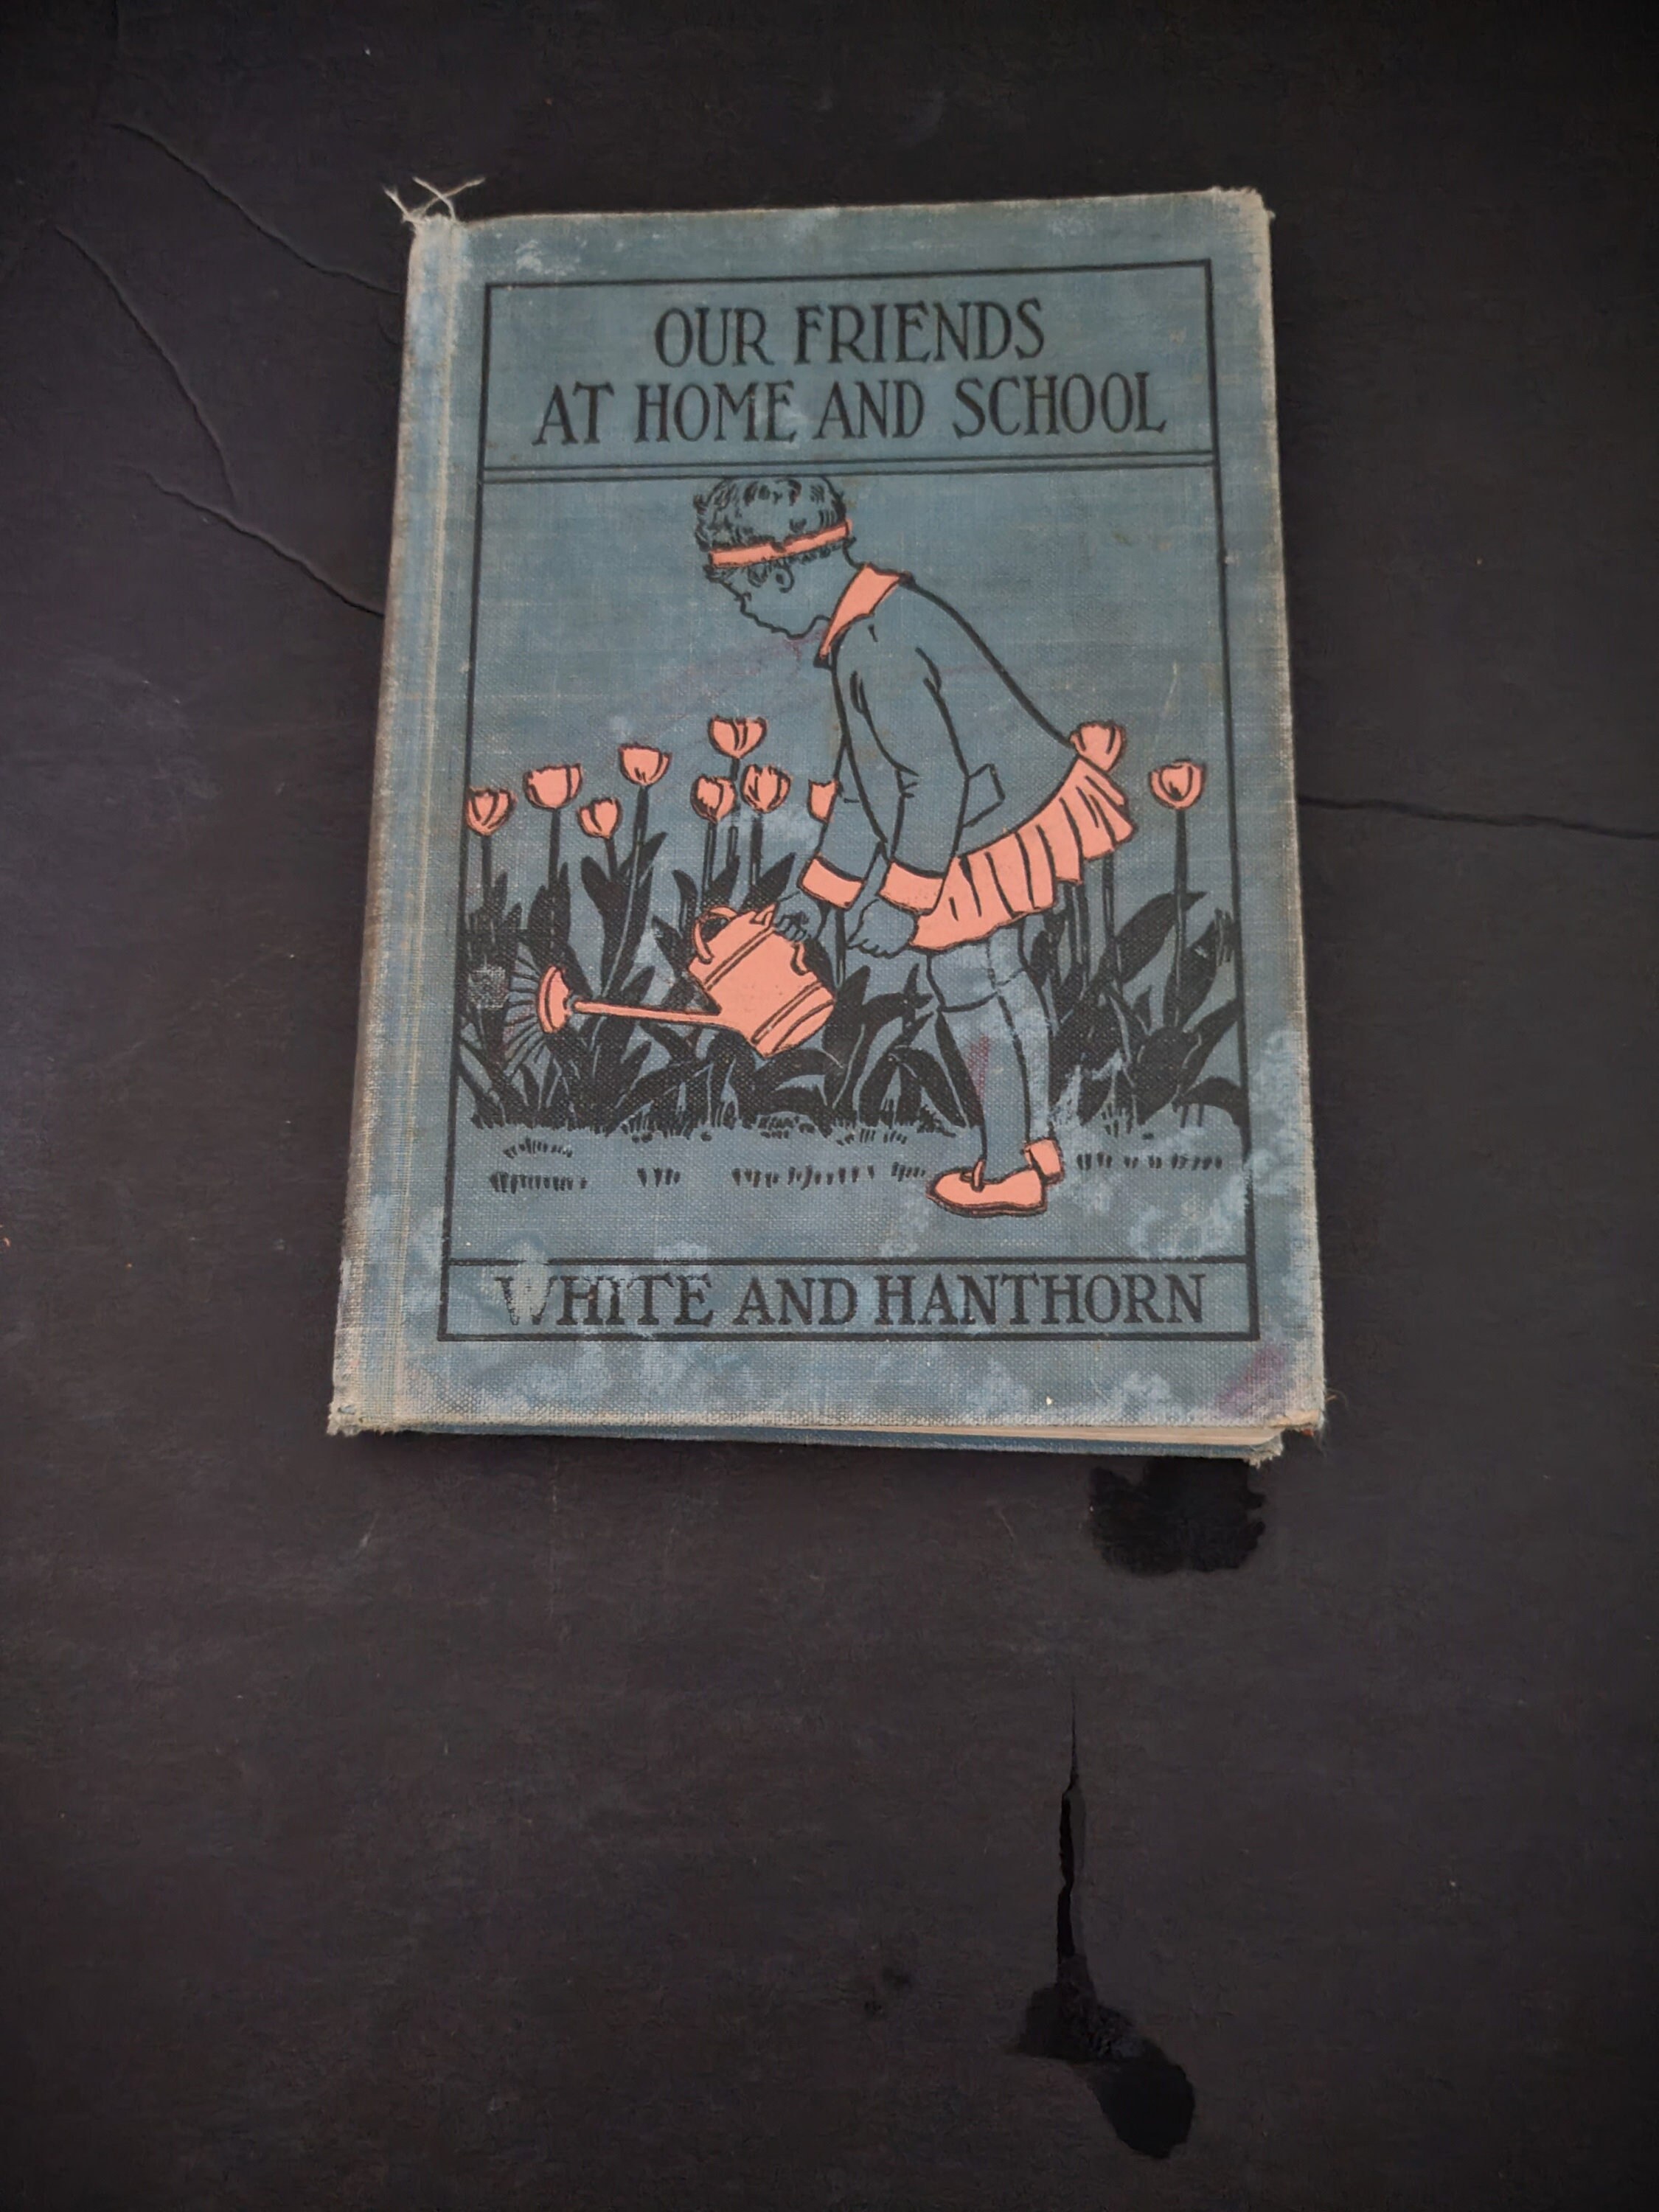 OUR FRIENDS
AT HOME AND SCHOOL
WHITE AND HANTHORN